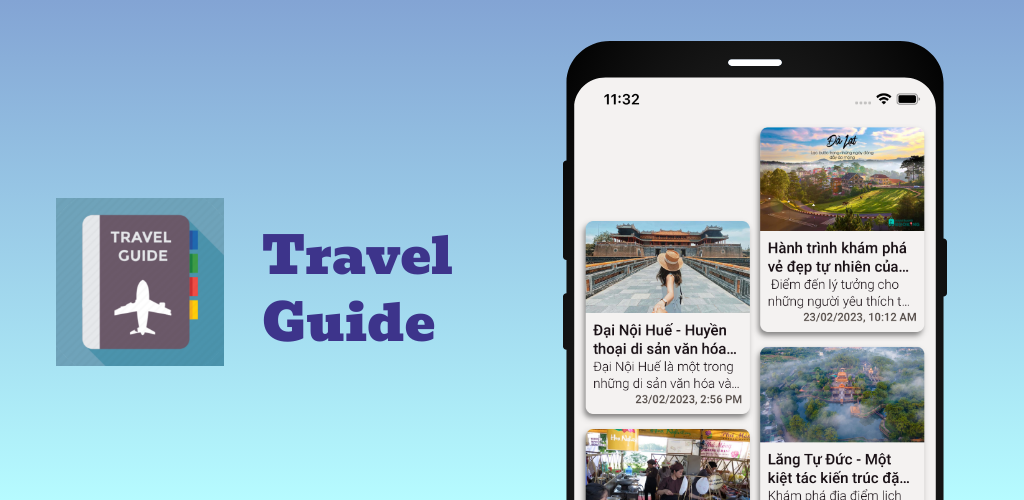 TRAVEL
GUIDE
Travel
Guide
11:32
Đại Nội Huế - Huyền
thoại di sản văn hóa...
Đại Nội Huế là một trong
những di sản văn hóa và...
23/02/2023, 2:56 PM
Đà Lạt
Hành trình khám phá
vẻ đẹp tự nhiên của...
Điểm đến lý tưởng cho
những người yêu thích t...
23/02/2023, 10:12 AM
Lăng Tự Đức - Một
kiệt tác kiến trúc đặ...
Khám phá địa điểm lịch